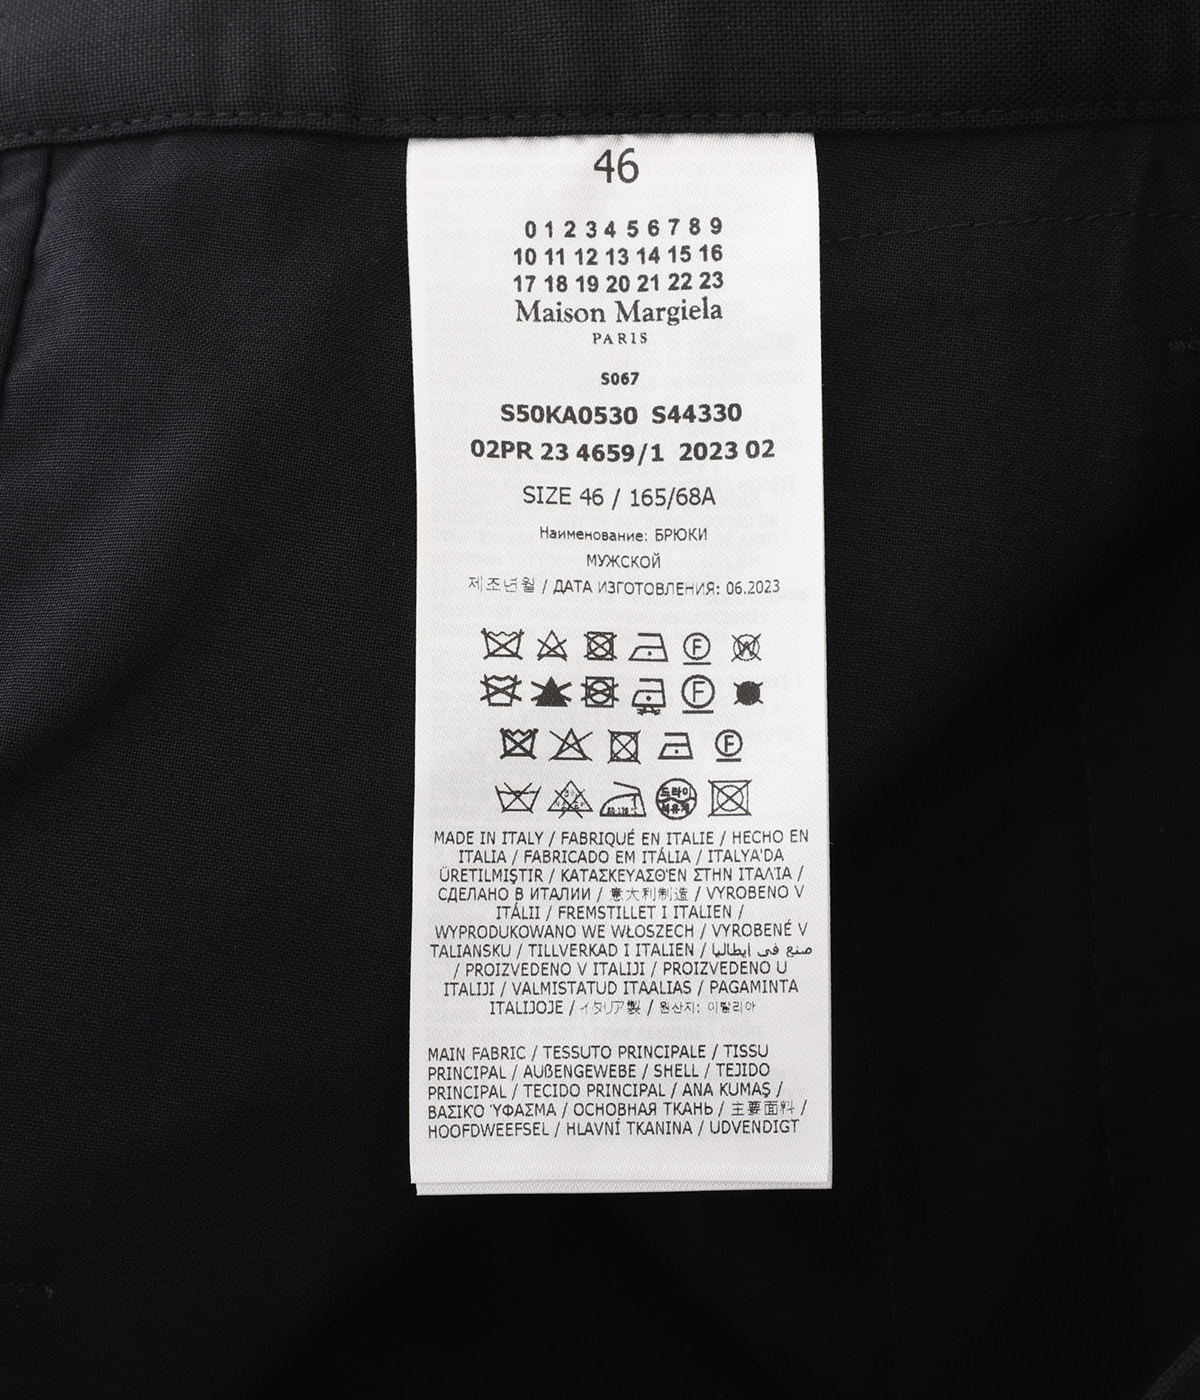 46
0 1 2 3 4 5 6 7 8 9
10 11 12 13 14 15 16
17 18 19 20 21 22 23
Maison Margiela
PARIS
S067
S50KA0530 S44330
02PR 23 4659/1 2023 02
SIZE 46 / 165/68A
Наименование: БРЮКИ
МУЖСКОЙ
제조년월 / ДАТА ИЗГОТОВЛЕНИЯ: 06.2023
F W
F
F
드라이
석유계
MADE IN ITALY / FABRIQUÉ EN ITALIE / HECHO EN
ITALIA / FABRICADO EM ITÁLIA / ITALYA'DA
ÜRETILMIŞTIR / ΚΑΤΑΣΚΕΥΑΣΘΈΝ ΣΤΗΝ ΙΤΑΛΊΑ /
СДЕЛАНО В ИТАЛИИ / 意大利制造 / VYROBENO V
ITÁLII / FREMSTILLET I ITALIEN /
WYPRODUKOWANO WE WŁOSZECH / VYROBENÉ V
TALIANSKU / TILLVERKAD I ITALIEN / صنع في إيطاليا
/ PROIZVEDENO V ITALIJI / PROIZVEDENO U
ITALIJI / VALMISTATUD ITAALIAS / PAGAMINTA
ITALIJOJE / イタリア製 / 원산지: 이탈리아
MAIN FABRIC / TESSUTO PRINCIPALE / TISSU
PRINCIPAL / AUßENGEWEBE / SHELL / TEJIDO
PRINCIPAL / TECIDO PRINCIPAL / ANA KUMAŞ /
ΒΑΣΙΚΌ ΎΦΑΣΜΑ / ОСНОВНАЯ ТКАНЬ / 主要面料 /
HOOFDWEEFSEL / HLAVNÍ TKANINA / UDVENDIGT